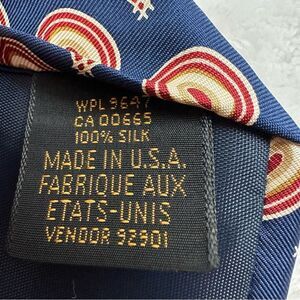 WPL 9647
CA 00665
100% SILK
MADE IN U.S.A.
FABRIQUE AUX
ETATS-UNIS
VENDOR 92901